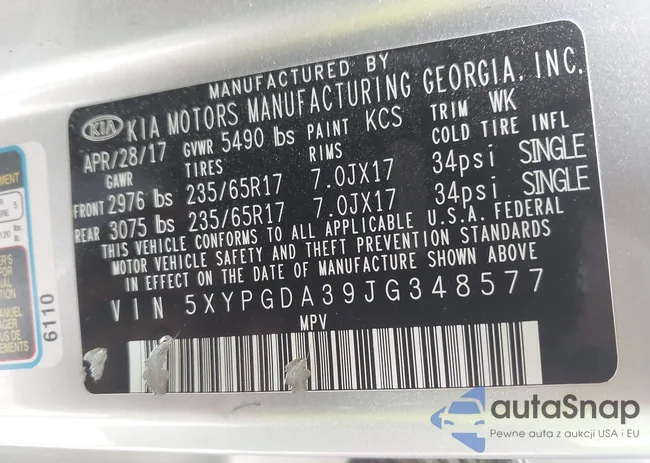 MANUFACTURED BY
KIA KIA MOTORS MANUFACTURING GEORGIA, INC.
APR/28/17 GVWR 5490 lbs PAINT KCS TRIM WK
GAWR TIRES RIMS COLD TIRE INFL
FRONT 2976 lbs 235/65R17 7.0JX17 34psi SINGLE
REAR 3075 lbs 235/65R17 7.0JX17 34psi SINGLE
THIS VEHICLE CONFORMS TO ALL APPLICABLE U.S.A. FEDERAL
MOTOR VEHICLE SAFETY AND THEFT PREVENTION STANDARDS
IN EFFECT ON THE DATE OF MANUFACTURE SHOWN ABOVE.
VIN 5XYPGDA39JG348577
MPV
6110
autaSnap
Pewne auta z aukcji USA i EU